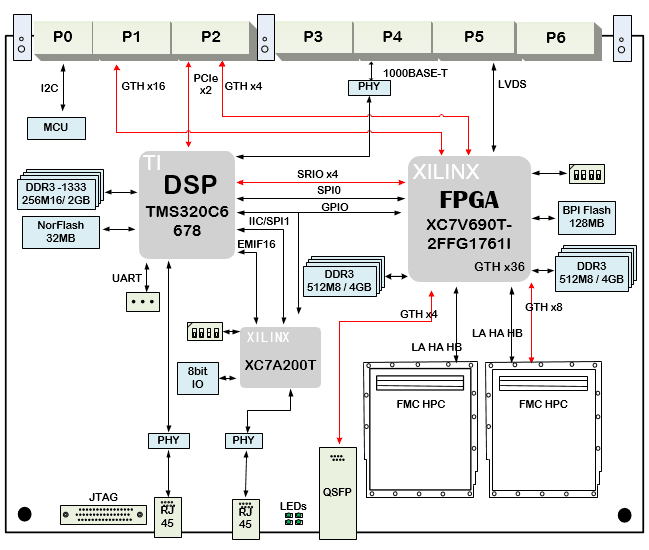 P0
P1
P2
P3
P4
P5
P6
I2C
GTH x16
PCIe
x2
GTH x4
1000BASE-T
PHY
LVDS
MCU
TI
DSP
TMS320C6
678
XILINX
FPGA
XC7V690T-
2FFG1761I
GTH x36
SRIO x4
SPI0
GPIO
IIC/SPI1
EMIF16
DDR3 -1333
256M16/ 2GB
NorFlash
32MB
UART
BPI Flash
128MB
DDR3
512M8 / 4GB
DDR3
512M8 / 4GB
GTH x4
GTH x8
LA HA HB
LA HA HB
XILINX
XC7A200T
8bit
IO
FMC HPC
FMC HPC
PHY
PHY
JTAG
RJ
45
RJ
45
LEDs
QSFP